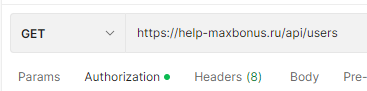 GET https://help-maxbonus.ru/api/users
Params Authorization Headers (8) Body Pre-